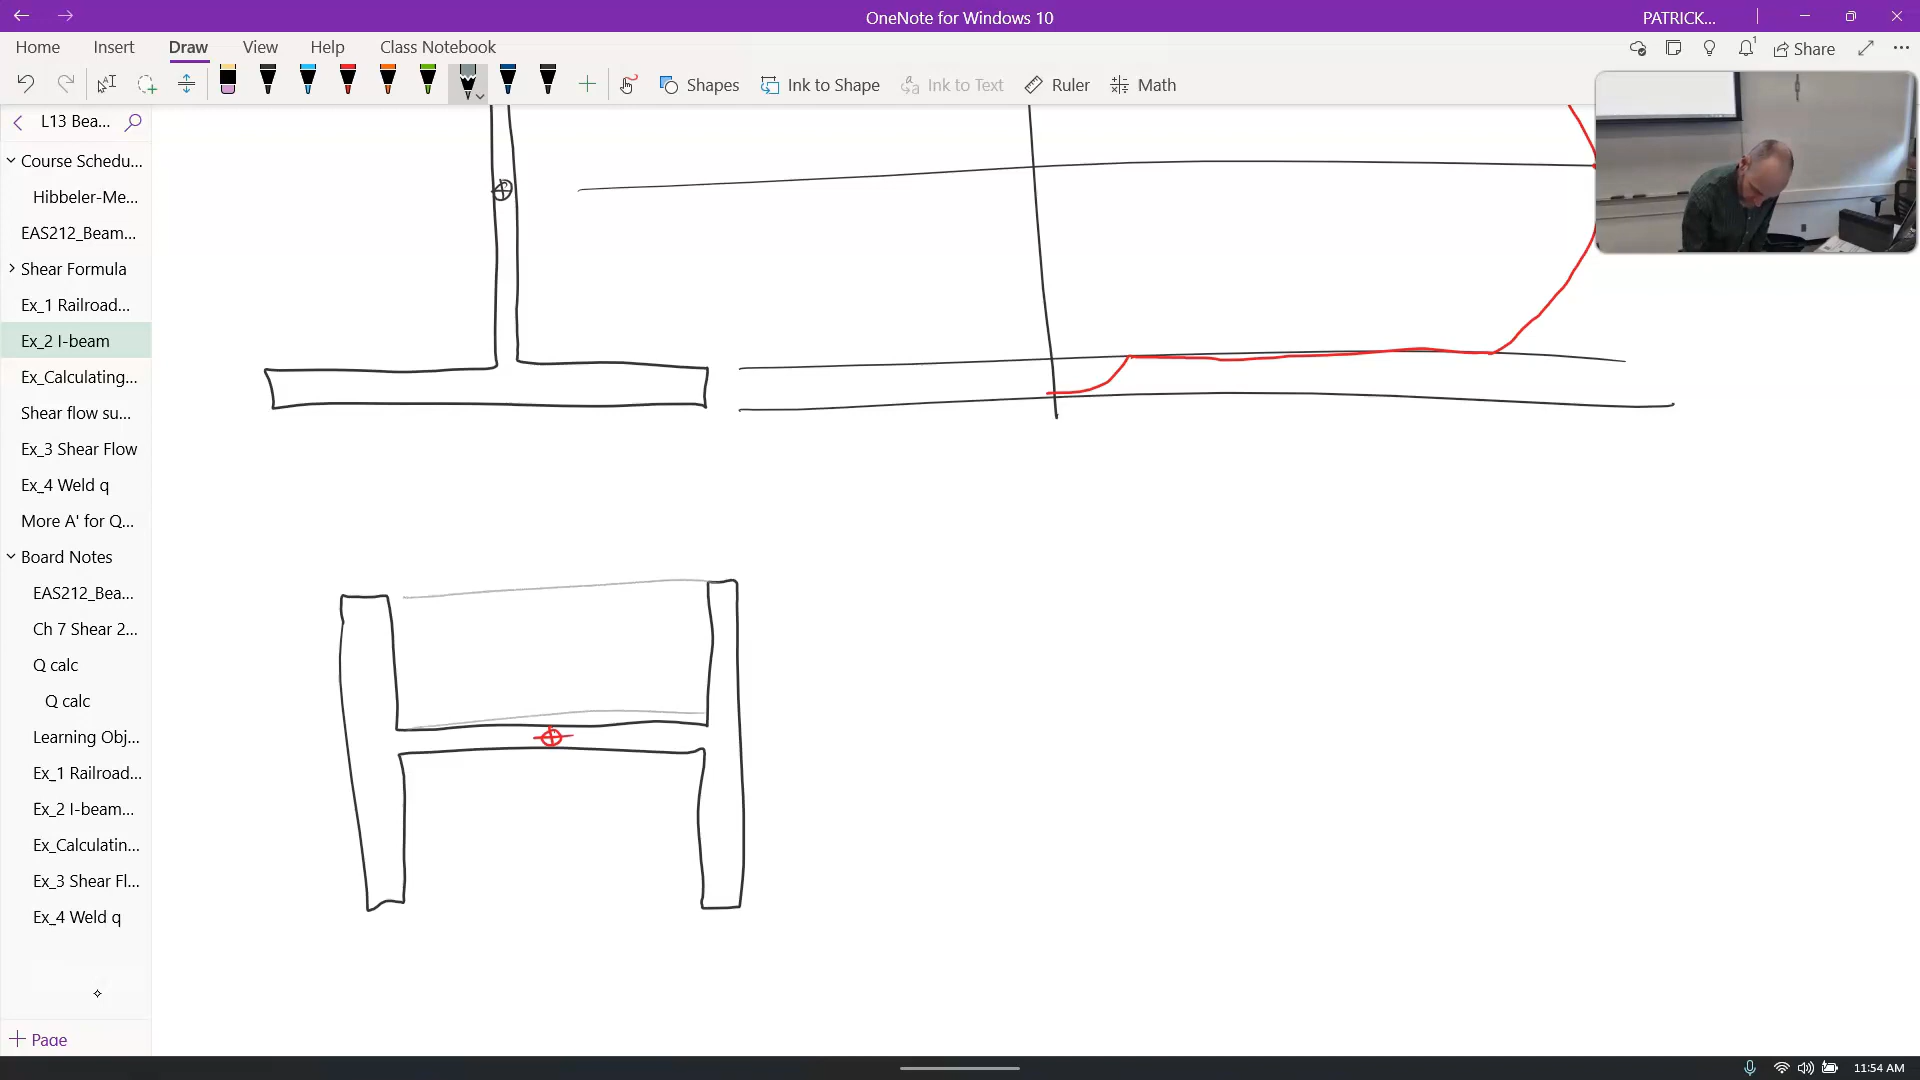 OneNote for Windows 10
PATRICK...
Home Insert Draw View Help Class Notebook
Share
Shapes Ink to Shape Ink to Text Ruler Math
L13 Bea...
Course Schedu...
Hibbeler-Me...
EAS212_Beam...
Shear Formula
Ex_1 Railroad...
Ex_2 I-beam
Ex_Calculating...
Shear flow su...
Ex_3 Shear Flow
Ex_4 Weld q
More A' for Q...
Board Notes
EAS212_Bea...
Ch 7 Shear 2...
Q calc
Q calc
Learning Obj...
Ex_1 Railroad...
Ex_2 I-beam...
Ex_Calculatin...
Ex_3 Shear Fl...
Ex_4 Weld q
Page
11:54 AM